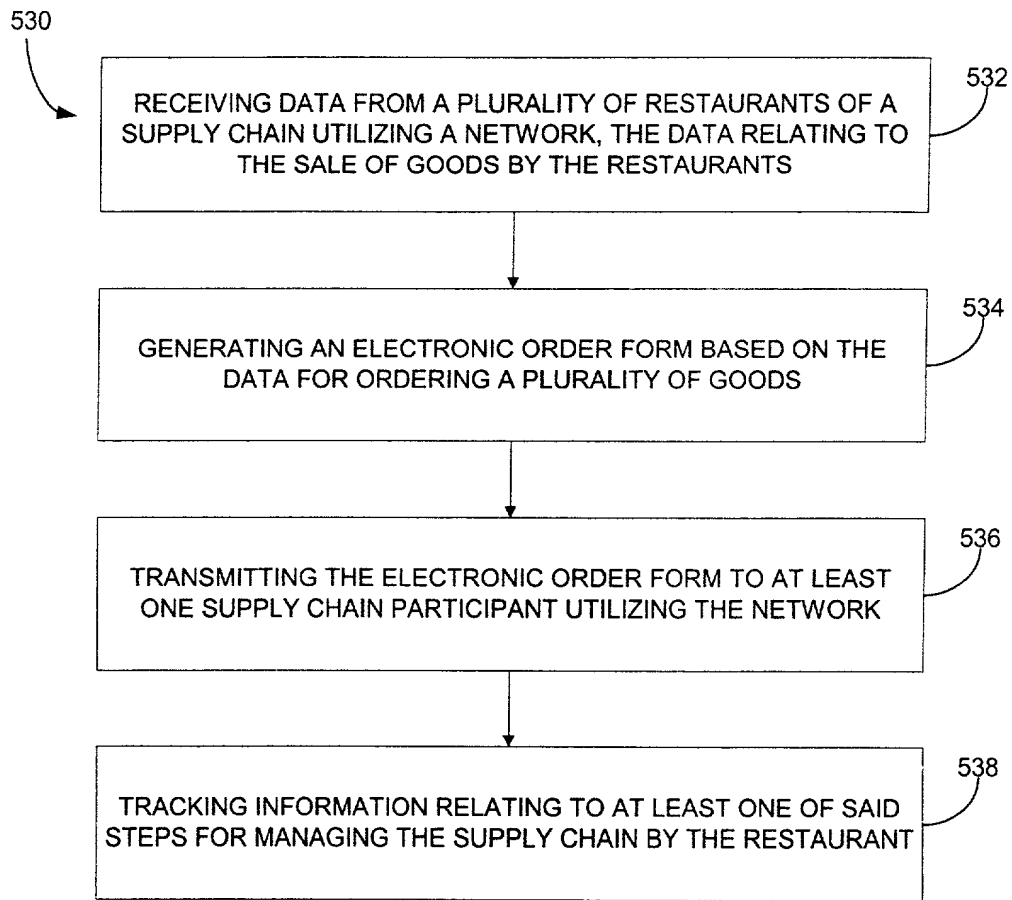 530
532
RECEIVING DATA FROM A PLURALITY OF RESTAURANTS OF A
SUPPLY CHAIN UTILIZING A NETWORK, THE DATA RELATING TO
THE SALE OF GOODS BY THE RESTAURANTS
534
GENERATING AN ELECTRONIC ORDER FORM BASED ON THE
DATA FOR ORDERING A PLURALITY OF GOODS
536
TRANSMITTING THE ELECTRONIC ORDER FORM TO AT LEAST
ONE SUPPLY CHAIN PARTICIPANT UTILIZING THE NETWORK
538
TRACKING INFORMATION RELATING TO AT LEAST ONE OF SAID
STEPS FOR MANAGING THE SUPPLY CHAIN BY THE RESTAURANT